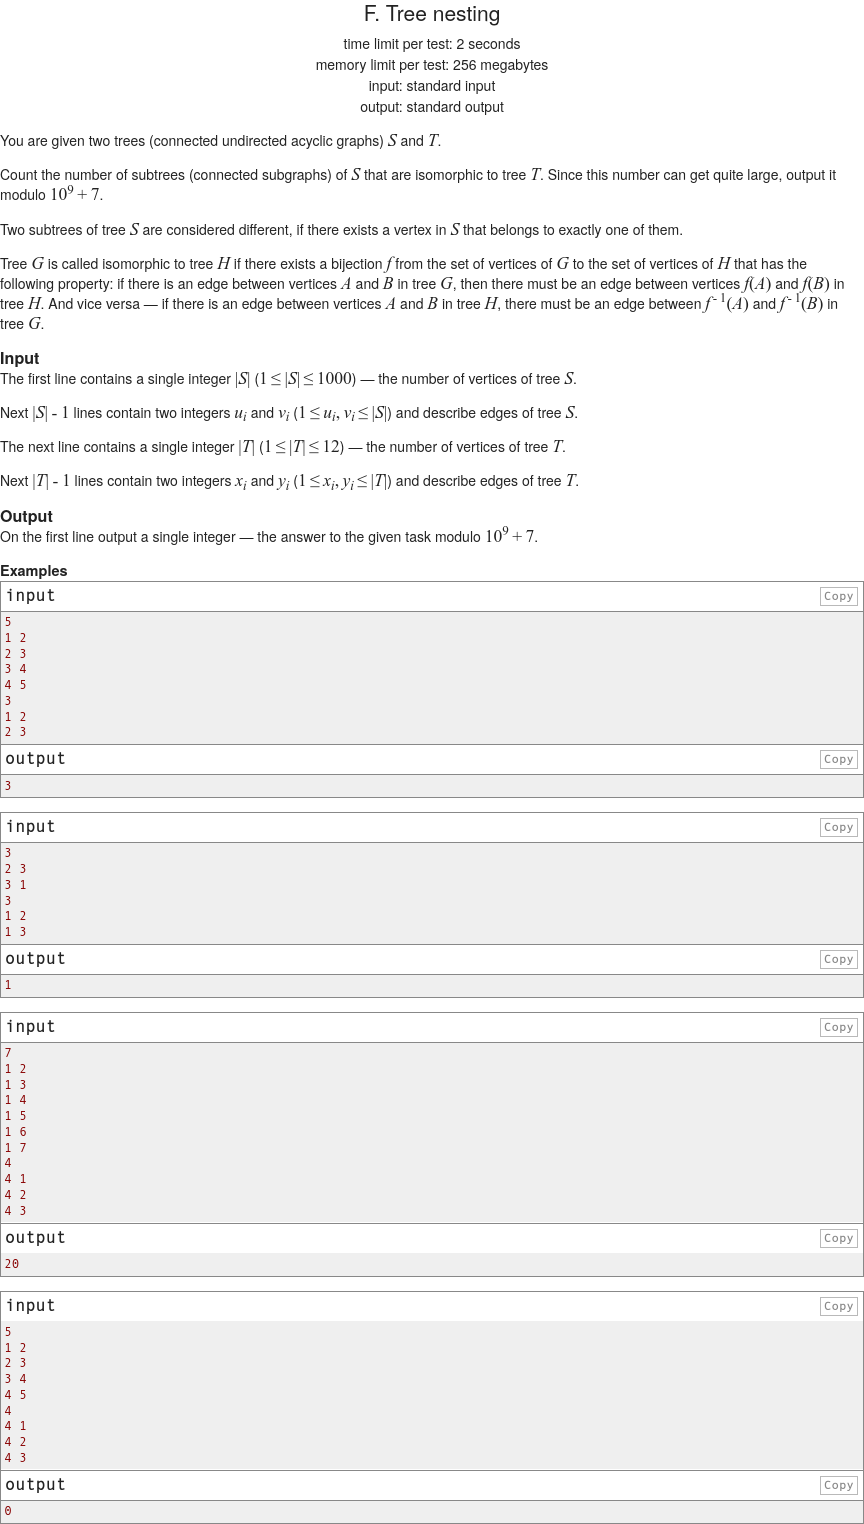 F. Tree nesting
time limit per test: 2 seconds
memory limit per test: 256 megabytes
input: standard input
output: standard output
You are given two trees (connected undirected acyclic graphs) S and T.
Count the number of subtrees (connected subgraphs) of S that are isomorphic to tree T. Since this number can get quite large, output it
modulo 10^9 + 7.
Two subtrees of tree S are considered different, if there exists a vertex in S that belongs to exactly one of them.
Tree G is called isomorphic to tree H if there exists a bijection f from the set of vertices of G to the set of vertices of H that has the
following property: if there is an edge between vertices A and B in tree G, then there must be an edge between vertices f(A) and f(B) in
tree H. And vice versa — if there is an edge between vertices A and B in tree H, there must be an edge between f^-1(A) and f^-1(B) in
tree G.
Input
The first line contains a single integer |S| (1 ≤ |S| ≤ 1000) — the number of vertices of tree S.
Next |S| - 1 lines contain two integers u_i and v_i (1 ≤ u_i, v_i ≤ |S|) and describe edges of tree S.
The next line contains a single integer |T| (1 ≤ |T| ≤ 12) — the number of vertices of tree T.
Next |T| - 1 lines contain two integers x_i and y_i (1 ≤ x_i, y_i ≤ |T|) and describe edges of tree T.
Output
On the first line output a single integer — the answer to the given task modulo 10^9 + 7.
Examples
input Copy
5
1 2
2 3
3 4
4 5
3
1 2
2 3
output Copy
3
input Copy
3
2 3
3 1
3
1 2
1 3
output Copy
1
input Copy
7
1 2
1 3
1 4
1 5
1 6
1 7
4
4 1
4 2
4 3
output Copy
20
input Copy
5
1 2
2 3
3 4
4 5
4
4 1
4 2
4 3
output Copy
0